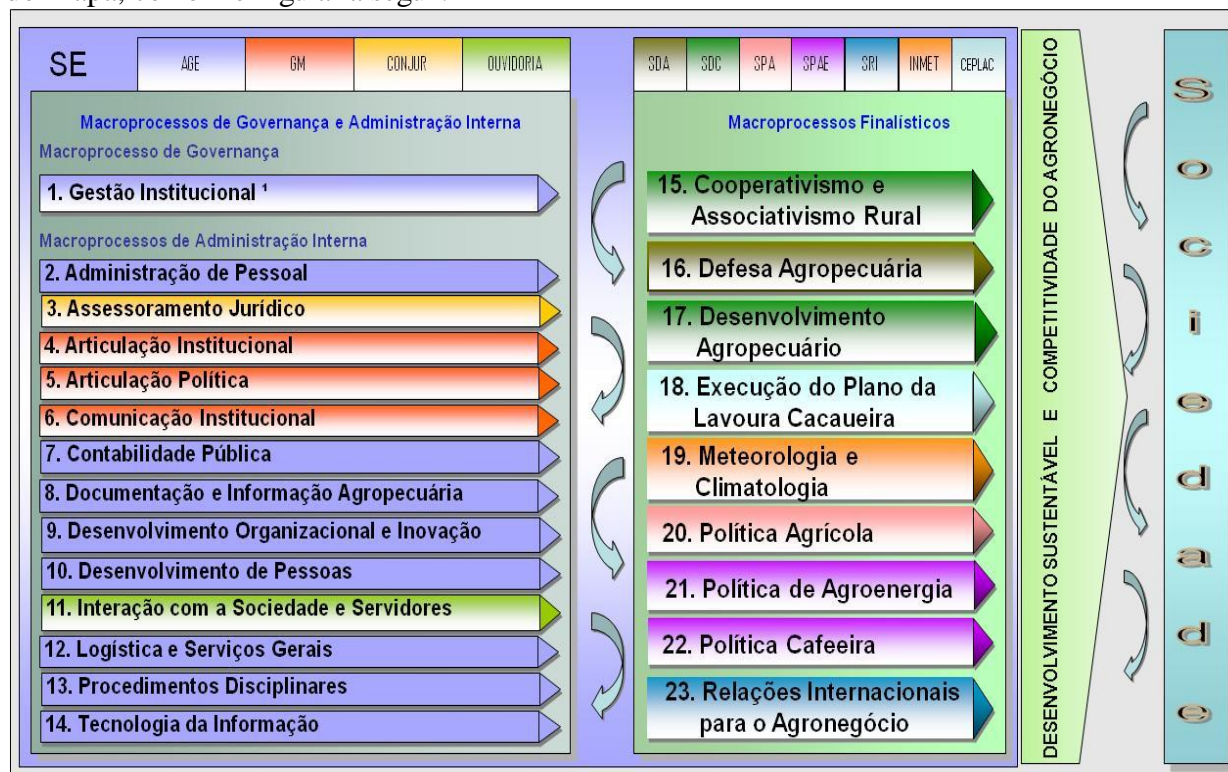 SE
AGE
GM
CONJUR
OUVIDORIA
SDA
SDC
SPA
SPAE
SRI
INMET
CEPLAC
Macroprocessos de Governança e Administração Interna
Macroprocesso de Governança
1. Gestão Institucional ¹
Macroprocessos de Administração Interna
2. Administração de Pessoal
3. Assessoramento Jurídico
4. Articulação Institucional
5. Articulação Política
6. Comunicação Institucional
7. Contabilidade Pública
8. Documentação e Informação Agropecuária
9. Desenvolvimento Organizacional e Inovação
10. Desenvolvimento de Pessoas
11. Interação com a Sociedade e Servidores
12. Logística e Serviços Gerais
13. Procedimentos Disciplinares
14. Tecnologia da Informação
Macroprocessos Finalísticos
15. Cooperativismo e
Associativismo Rural
16. Defesa Agropecuária
17. Desenvolvimento
Agropecuário
18. Execução do Plano da
Lavoura Cacaueira
19. Meteorologia e
Climatologia
20. Política Agrícola
21. Política de Agroenergia
22. Política Cafeeira
23. Relações Internacionais
para o Agronegócio
DESENVOLVIMENTO SUSTENTÁVEL E COMPETITIVIDADE DO AGRONEGÓCIO
Sociedade